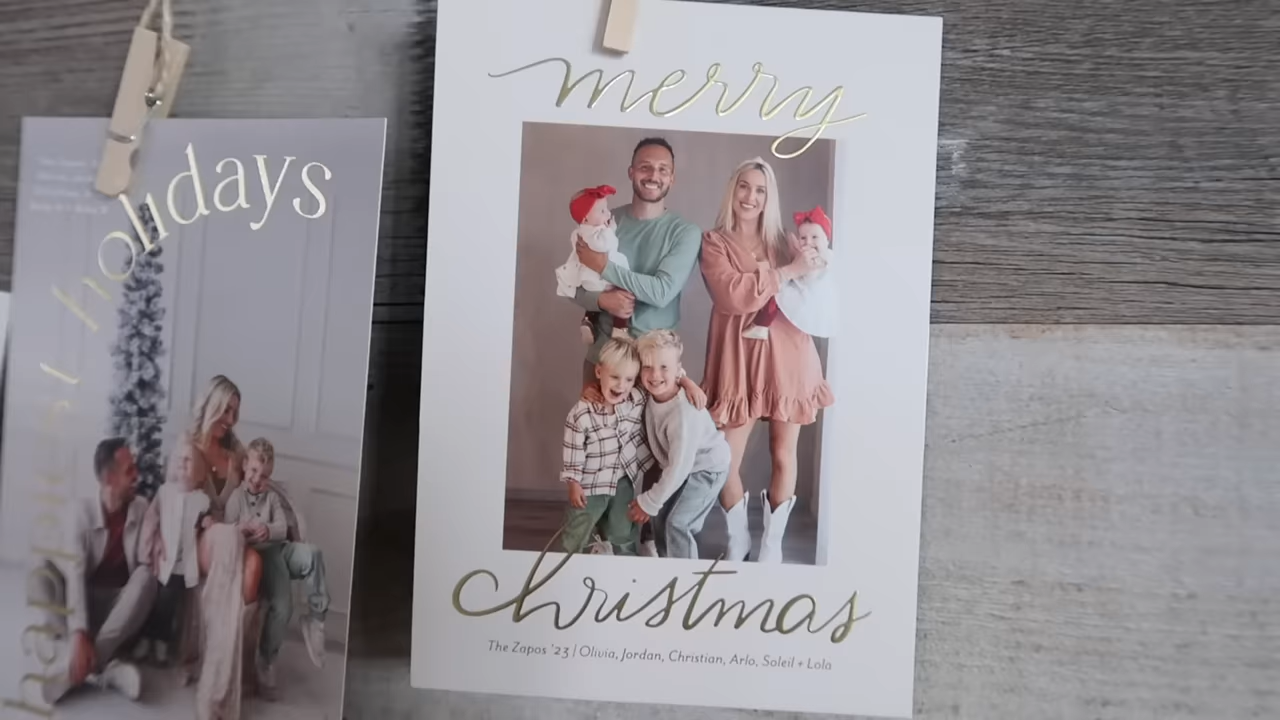 happiest
holidays
merry
christmas
The Zapos '23 | Olivia, Jordan, Christian, Arlo, Soleil + Lola